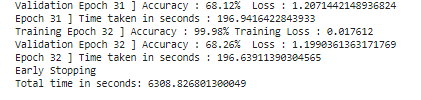 Validation Epoch 31 ] Accuracy : 68.12%  Loss : 1.2071442148936824
Epoch 31 ] Time taken in seconds : 196.9416422843933
Training Epoch 32 ] Accuracy : 99.98% Training Loss : 0.017612
Validation Epoch 32 ] Accuracy : 68.26%  Loss : 1.1990361363171769
Epoch 32 ] Time taken in seconds : 196.63911390304565
Early Stopping
Total time in seconds: 6308.826801300049